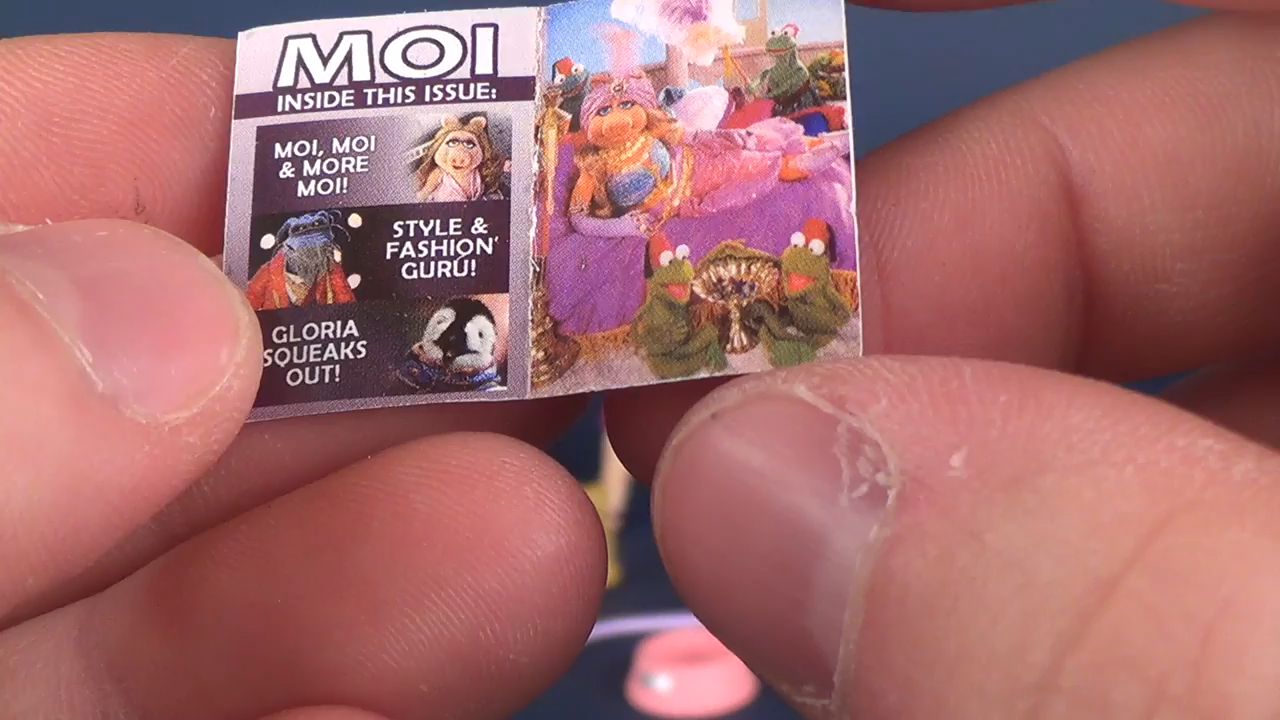 MOI
INSIDE THIS ISSUE:
MOI, MOI
& MORE
MOI!
STYLE &
FASHION
GURU!
GLORIA
SQUEAKS
OUT!